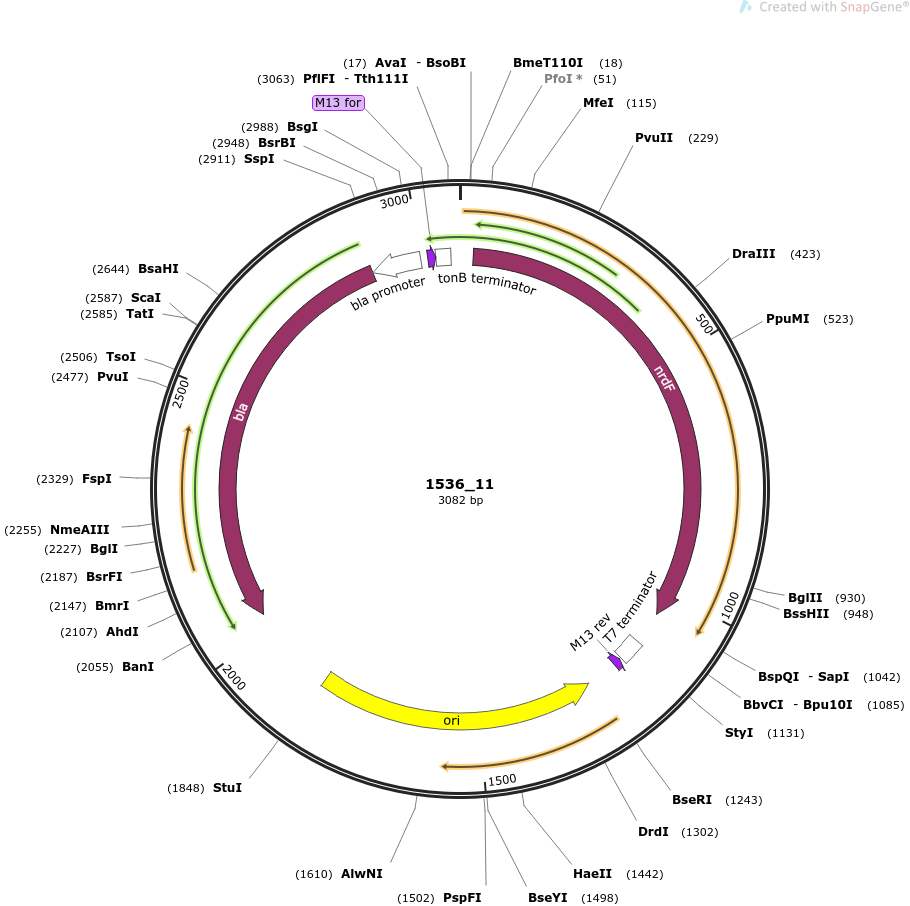 Created with SnapGene®
(17) AvaI - BsoBI
BmeT110I (18)
(3063) PflFI - Tth111I
PfoI * (51)
M13 for
MfeI (115)
(2988) BsgI
PvuII (229)
(2948) BsrBI
(2911) SspI
3000
DraIII (423)
(2644) BsaHI
bla promoter
tonB terminator
(2587) ScaI
(2585) TatI
500
PpuMI (523)
(2506) TsoI
(2477) PvuI
2500
nrdF
bla
(2329) FspI
1536_11
3082 bp
(2255) NmeAIII
(2227) BglI
(2187) BsrFI
(2147) BmrI
BglII (930)
1000
BssHII (948)
(2107) AhdI
M13 rev
T7 terminator
(2055) BanI
2000
BspQI - SapI (1042)
BbvCI - Bpu10I (1085)
ori
StyI (1131)
(1848) StuI
1500
BseRI (1243)
DrdI (1302)
(1610) AlwNI
HaeII (1442)
(1502) PspFI
BseYI (1498)